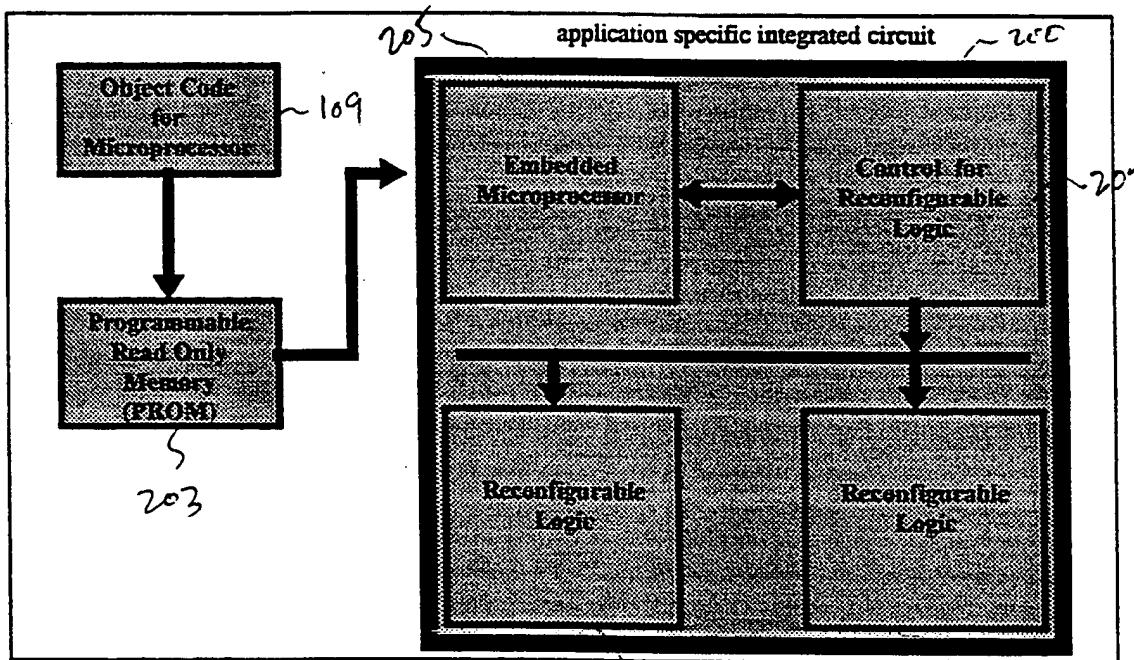 205
application specific integrated circuit
Object Code
for
Microprocessor
109
Embedded
Microprocessor
Control for
Reconfigurable
Logic
Programmable
Read Only
Memory
(PROM)
203
Reconfigurable
Logic
Reconfigurable
Logic